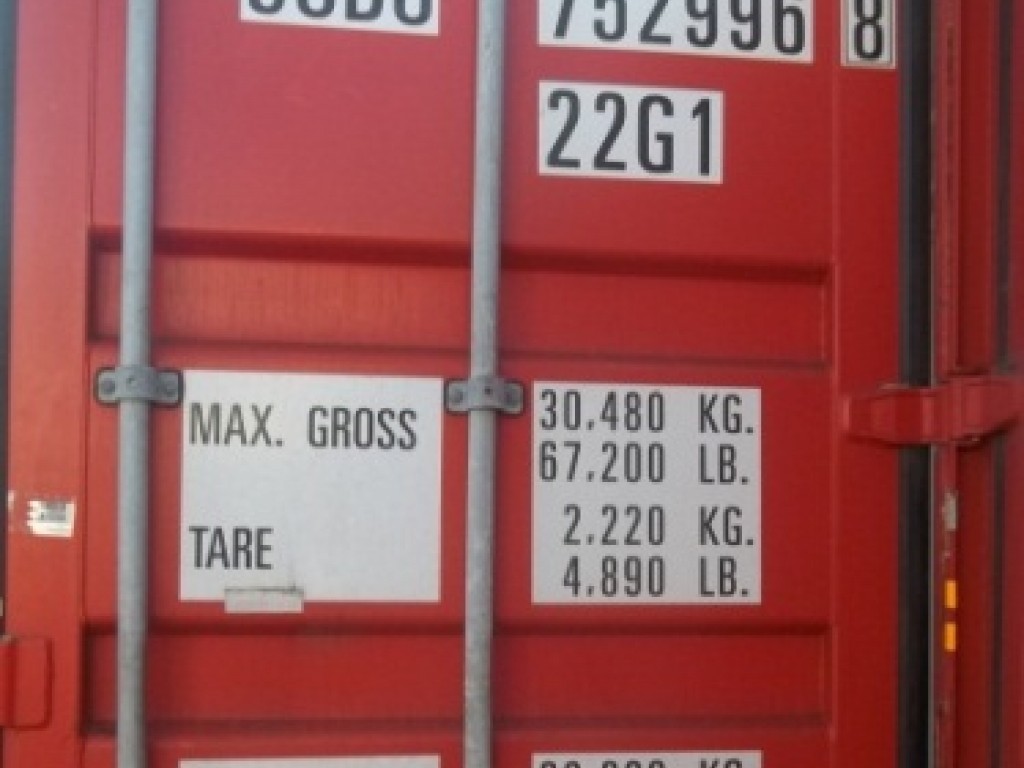 752996 8
22G1
MAX. GROSS 30,480 KG.
67,200 LB.
TARE 2,220 KG.
4,890 LB.